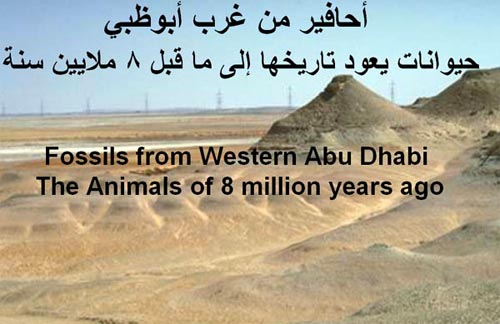 أحافير من غرب أبوظبي
حيوانات يعود تاريخها إلى ما قبل ٨ ملايين سنة
Fossils from Western Abu Dhabi
The Animals of 8 million years ago